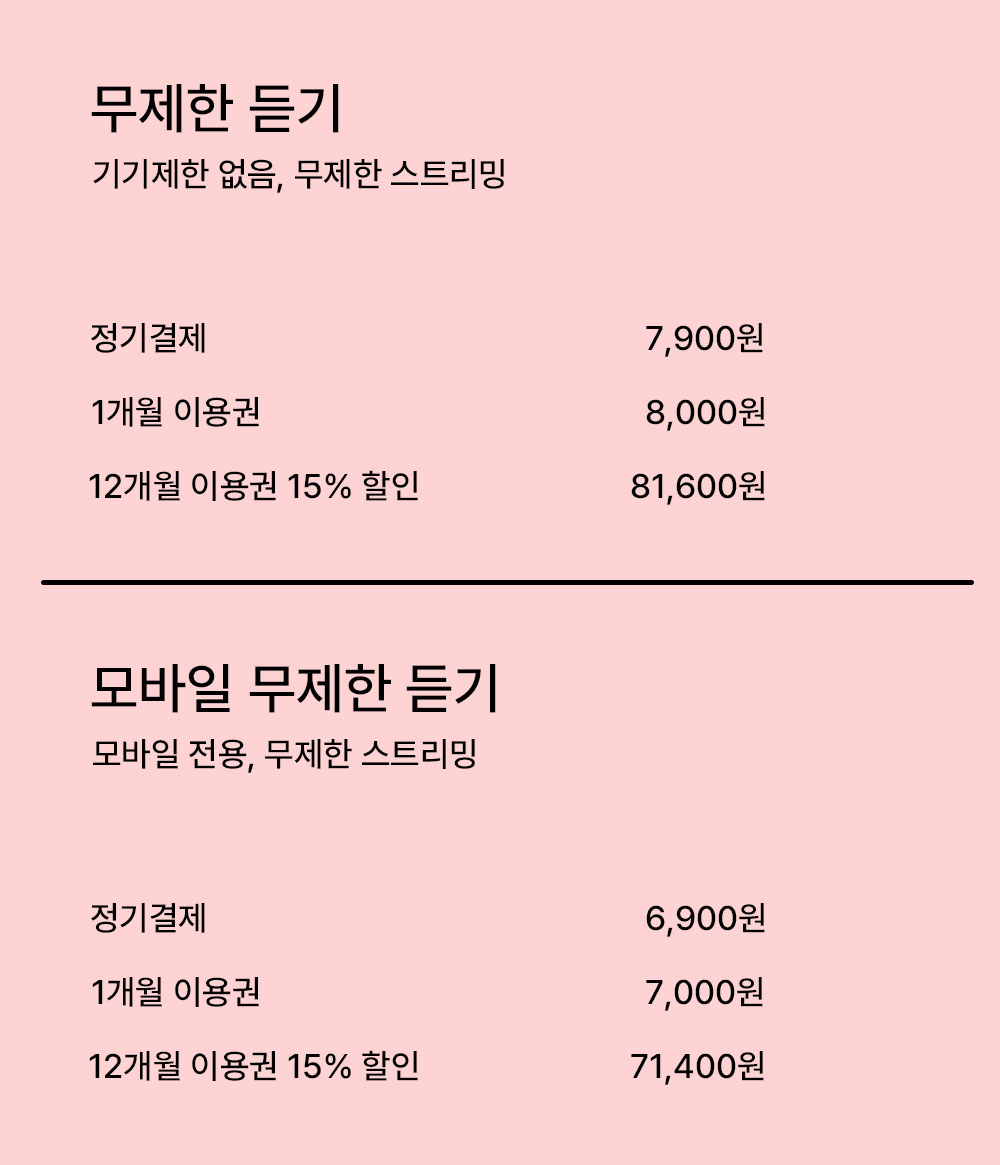 무제한 듣기
기기제한 없음, 무제한 스트리밍
정기결제 7,900원
1개월 이용권 8,000원
12개월 이용권 15% 할인 81,600원
모바일 무제한 듣기
모바일 전용, 무제한 스트리밍
정기결제 6,900원
1개월 이용권 7,000원
12개월 이용권 15% 할인 71,400원